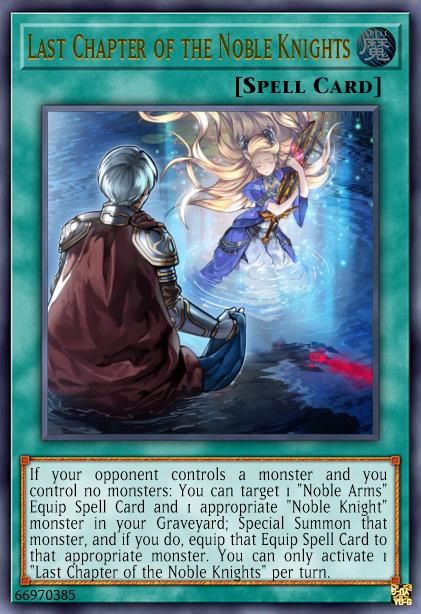 LAST CHAPTER OF THE NOBLE KNIGHTS
魔
[SPELL CARD]
If your opponent controls a monster and you
control no monsters: You can target 1 "Noble Arms"
Equip Spell Card and 1 appropriate "Noble Knight"
monster in your Graveyard; Special Summon that
monster, and if you do, equip that Equip Spell Card to
that appropriate monster. You can only activate 1
"Last Chapter of the Noble Knights" per turn.
66970385